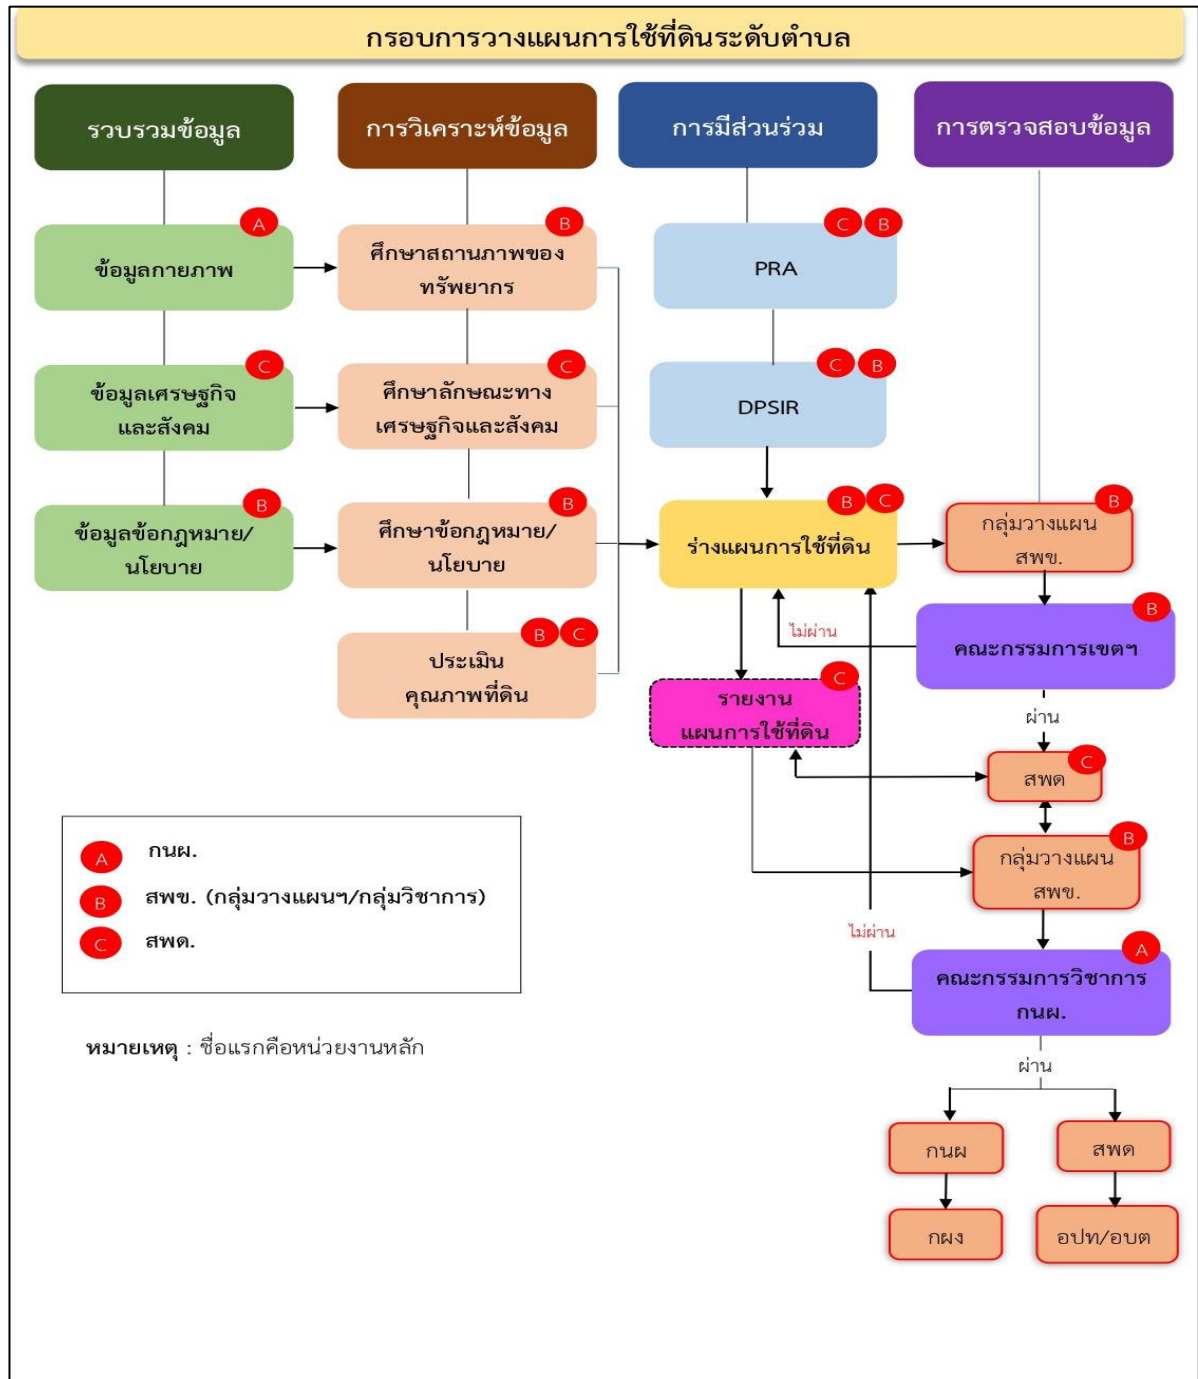 กรอบการวางแผนการใช้ที่ดินระดับตำบล
รวบรวมข้อมูล
การวิเคราะห์ข้อมูล
การมีส่วนร่วม
การตรวจสอบข้อมูล
A
ข้อมูลกายภาพ
B
ศึกษาสถานภาพของ
ทรัพยากร
C B
PRA
C
ข้อมูลเศรษฐกิจ
และสังคม
C
ศึกษาลักษณะทาง
เศรษฐกิจและสังคม
C B
DPSIR
B
ข้อมูลข้อกฎหมาย/
นโยบาย
B
ศึกษาข้อกฎหมาย/
นโยบาย
B C
ร่างแผนการใช้ที่ดิน
B
กลุ่มวางแผน
สพข.
B C
ประเมิน
คุณภาพที่ดิน
ไม่ผ่าน
B
คณะกรรมการเขตฯ
C
รายงาน
แผนการใช้ที่ดิน
ผ่าน
C
สพด
B
กลุ่มวางแผน
สพข.
A กนผ.
B สพข. (กลุ่มวางแผนฯ/กลุ่มวิชาการ)
C สพด.
ไม่ผ่าน
A
คณะกรรมการวิชาการ
กนผ.
หมายเหตุ : ชื่อแรกคือหน่วยงานหลัก
ผ่าน
กนผ
สพด
กผง
อปท/อบต